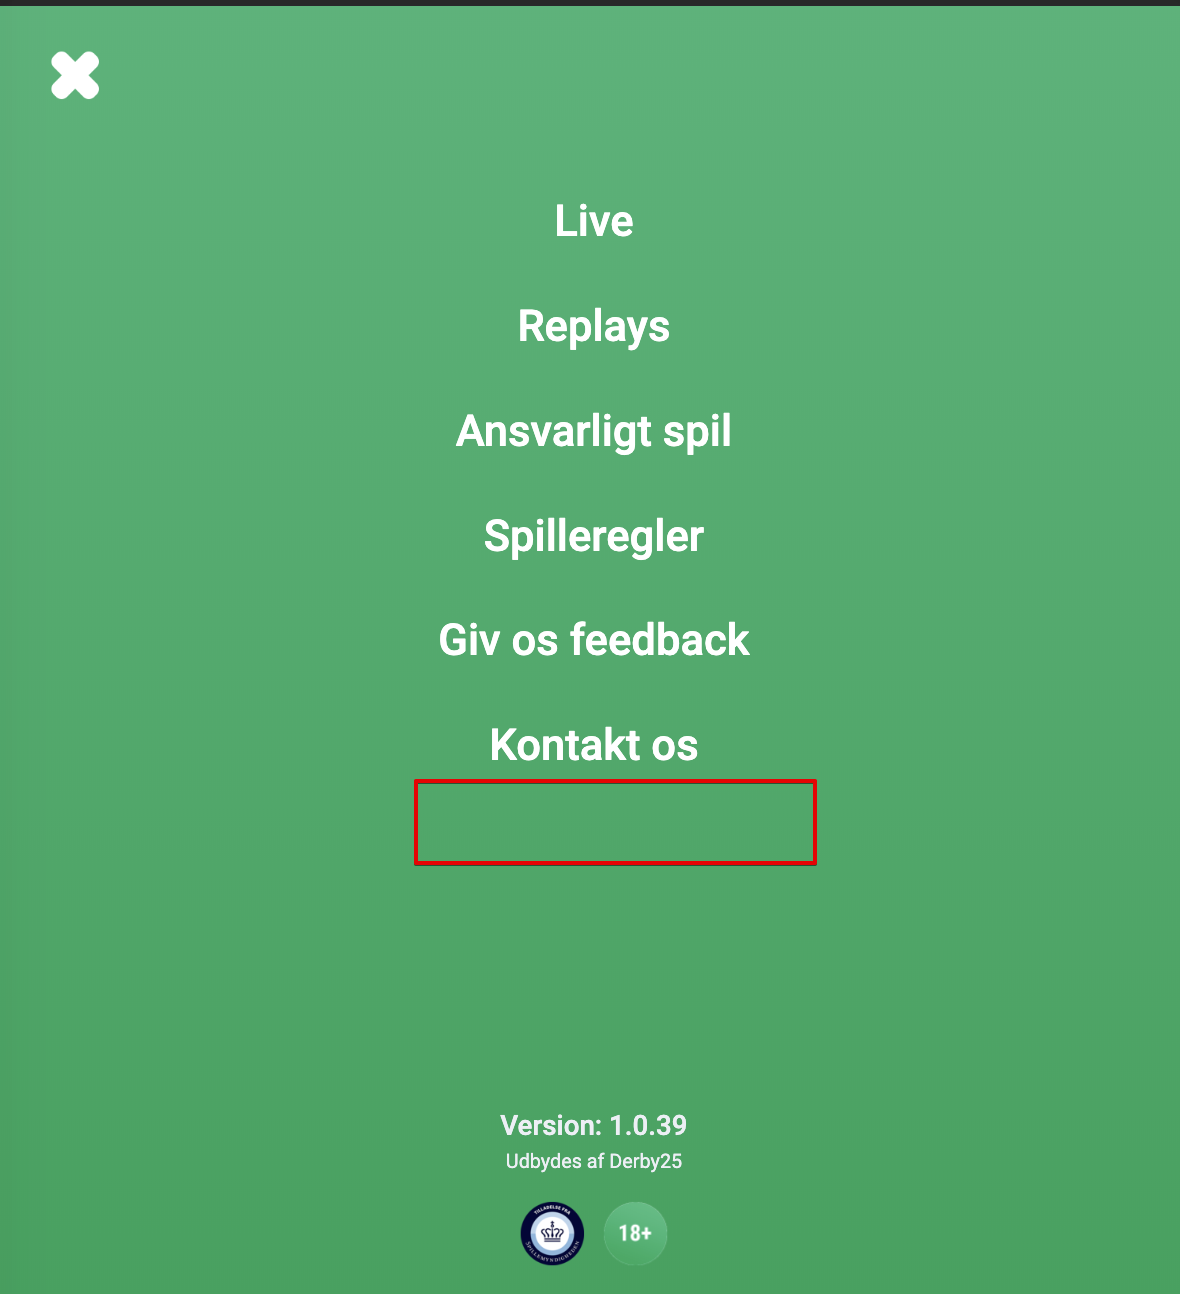 Live
Replays
Ansvarligt spil
Spilleregler
Giv os feedback
Kontakt os
Version: 1.0.39
Udbydes af Derby25
TILLADELSE FRA
SPILLEMYNDIGHEDEN
18+